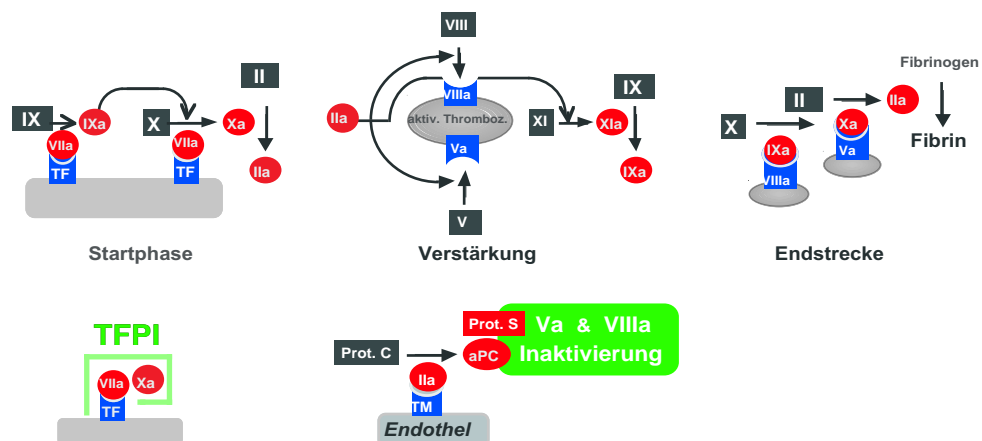 IX
IXa
VIIa
TF
X
VIIa
TF
Xa
II
IIa
Startphase
VIII
IIa
VIIIa
aktiv. Thromboz.
Va
V
XI
XIa
IX
IXa
Verstärkung
X
IXa
VIIIa
II
Xa
Va
IIa
Fibrinogen
Fibrin
Endstrecke
TFPI
VIIa
Xa
TF
Prot. C
IIa
TM
Endothel
Prot. S
aPC
Va & VIIIa
Inaktivierung